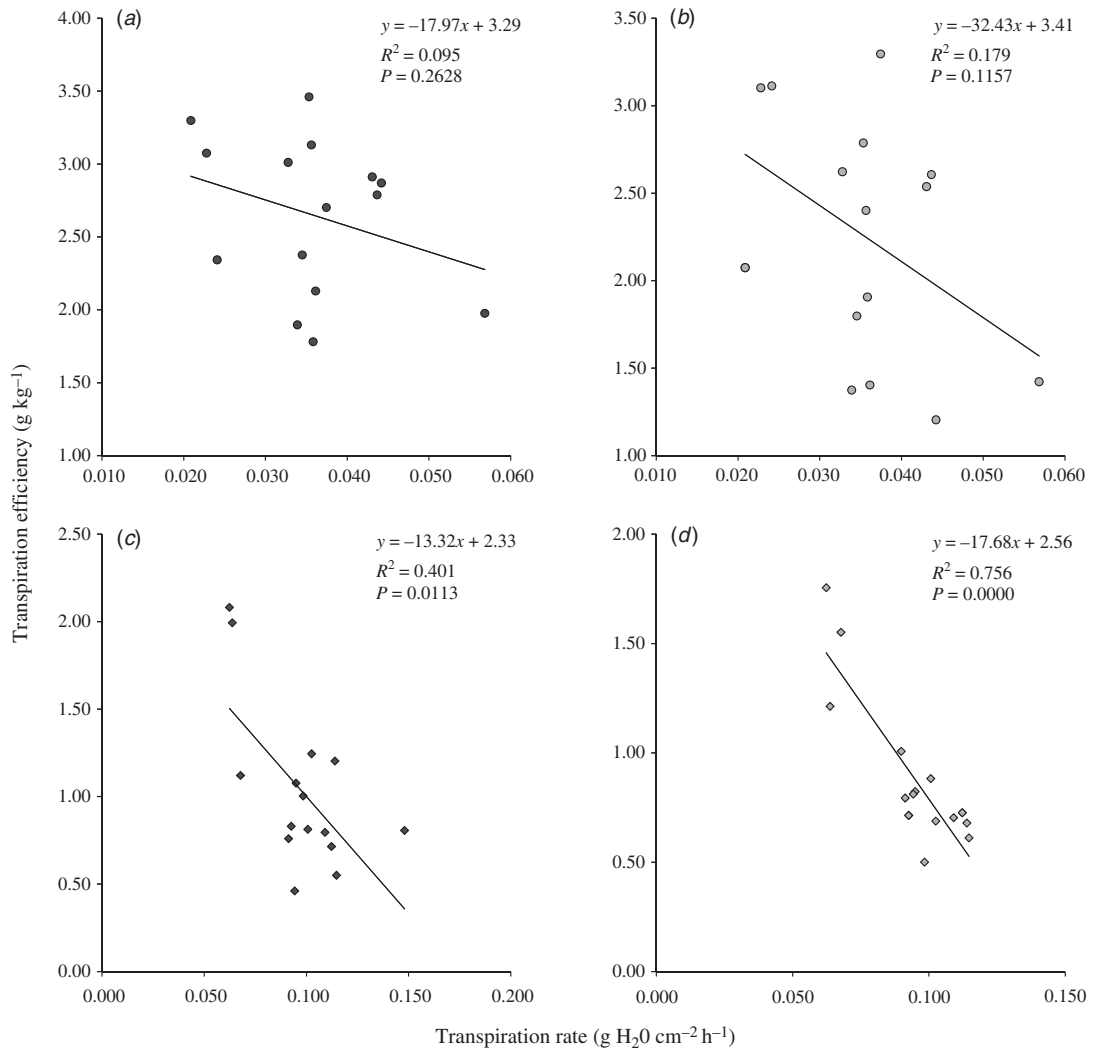 (a)
y = –17.97x + 3.29
R² = 0.095
P = 0.2628
4.00
3.50
3.00
2.50
2.00
1.50
1.00
0.010 0.020 0.030 0.040 0.050 0.060
(b)
y = –32.43x + 3.41
R² = 0.179
P = 0.1157
3.50
3.00
2.50
2.00
1.50
1.00
0.010 0.020 0.030 0.040 0.050 0.060
Transpiration efficiency (g kg⁻¹)
(c)
y = –13.32x + 2.33
R² = 0.401
P = 0.0113
2.50
2.00
1.50
1.00
0.50
0.00
0.000 0.050 0.100 0.150 0.200
(d)
y = –17.68x + 2.56
R² = 0.756
P = 0.0000
2.00
1.50
1.00
0.50
0.00
0.000 0.050 0.100 0.150
Transpiration rate (g H₂0 cm⁻² h⁻¹)